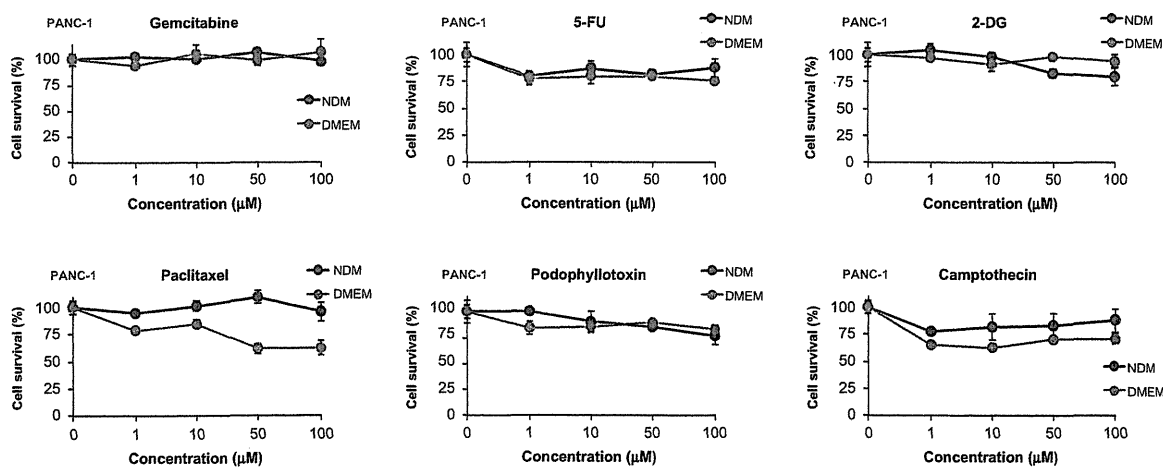 PANC-1
Gemcitabine
Cell survival (%)
125
100
75
50
25
0
NDM
DMEM
0 1 10 50 100
Concentration (μM)
PANC-1
5-FU
NDM
DMEM
Cell survival (%)
125
100
75
50
25
0
0 1 10 50 100
Concentration (μM)
PANC-1
2-DG
NDM
DMEM
Cell survival (%)
125
100
75
50
25
0
0 1 10 50 100
Concentration (μM)
PANC-1
Paclitaxel
NDM
DMEM
Cell survival (%)
125
100
75
50
25
0
0 1 10 50 100
Concentration (μM)
PANC-1
Podophyllotoxin
NDM
DMEM
Cell survival (%)
125
100
75
50
25
0
0 1 10 50 100
Concentration (μM)
PANC-1
Camptothecin
Cell survival (%)
125
100
75
50
25
0
NDM
DMEM
0 1 10 50 100
Concentration (μM)